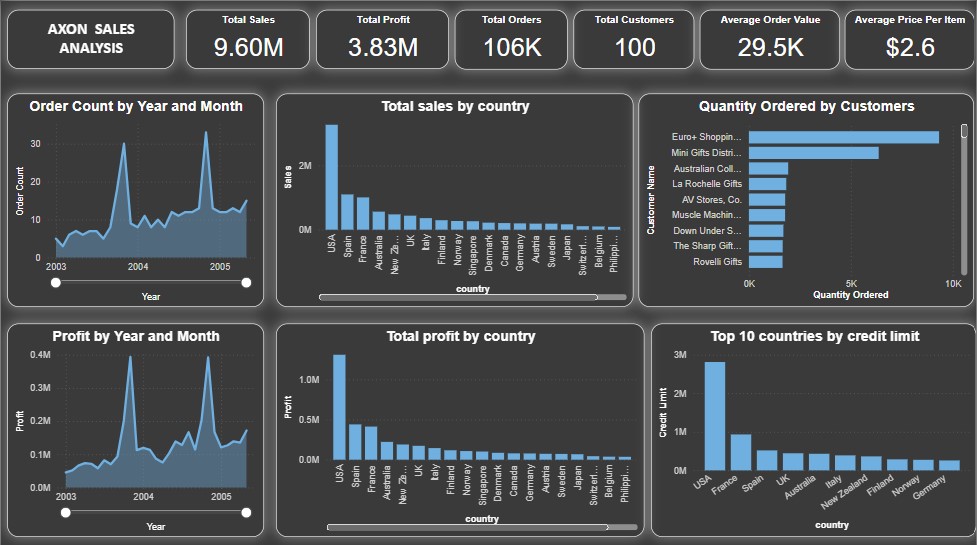 AXON SALES
ANALYSIS
Total Sales
9.60M
Total Profit
3.83M
Total Orders
106K
Total Customers
100
Average Order Value
29.5K
Average Price Per Item
$2.6
Order Count by Year and Month
Order Count
30
20
10
0
2003
2004
2005
Year
Total sales by country
Sales
2M
0M
USA
Spain
France
Australia
New Ze...
UK
Italy
Finland
Norway
Singapore
Denmark
Canada
Germany
Austria
Sweden
Japan
Switzerl...
Belgium
Philippi...
country
Quantity Ordered by Customers
Customer Name
Euro+ Shoppin...
Mini Gifts Distri...
Australian Coll...
La Rochelle Gifts
AV Stores, Co.
Muscle Machin...
Down Under S...
The Sharp Gift...
Rovelli Gifts
0K
5K
10K
Quantity Ordered
Profit by Year and Month
Profit
0.4M
0.3M
0.2M
0.1M
0.0M
2003
2004
2005
Year
Total profit by country
Profit
1.0M
0.5M
0.0M
USA
Spain
France
Australia
New Ze...
UK
Italy
Finland
Norway
Singapore
Denmark
Canada
Germany
Austria
Sweden
Japan
Switzerl...
Belgium
Philippi...
country
Top 10 countries by credit limit
Credit Limit
3M
2M
1M
0M
USA
France
Spain
UK
Australia
Italy
New Zealand
Finland
Norway
Germany
country